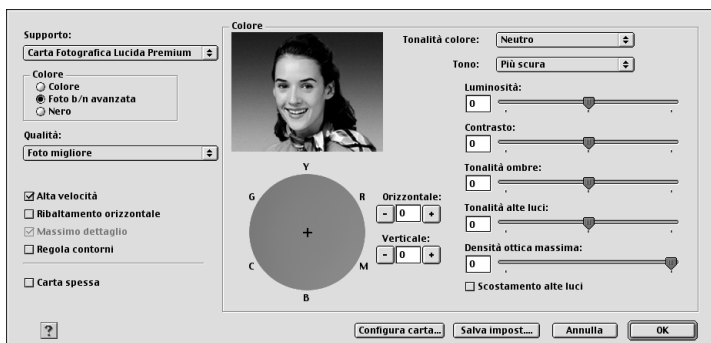 Supporto:
Carta Fotografica Lucida Premium
Colore
Colore
Foto b/n avanzata
Nero
Qualità:
Foto migliore
Alta velocità
Ribaltamento orizzontale
Massimo dettaglio
Regola contorni
Carta spessa
?
Colore
Y
G
R
C
M
B
Orizzontale:
- 0 +
Verticale:
- 0 +
Tonalità colore: Neutro
Tono: Più scura
Luminosità:
0
Contrasto:
0
Tonalità ombre:
0
Tonalità alte luci:
0
Densità ottica massima:
0
Scostamento alte luci
Configura carta... Salva impost.... Annulla OK